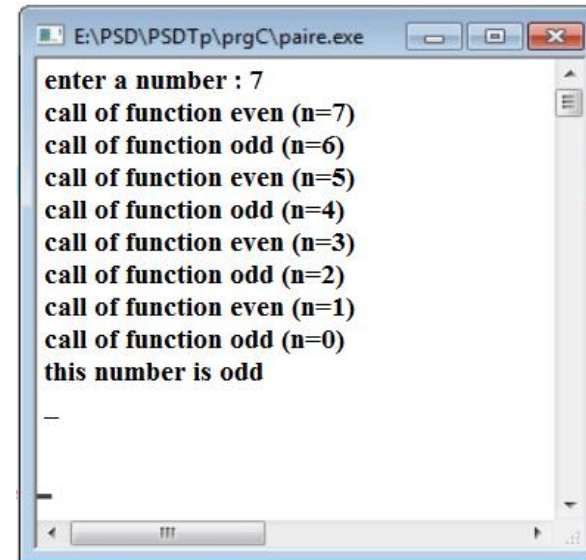 E:\PSD\PSDTp\prgC\paire.exe
enter a number : 7
call of function even (n=7)
call of function odd (n=6)
call of function even (n=5)
call of function odd (n=4)
call of function even (n=3)
call of function odd (n=2)
call of function even (n=1)
call of function odd (n=0)
this number is odd
_